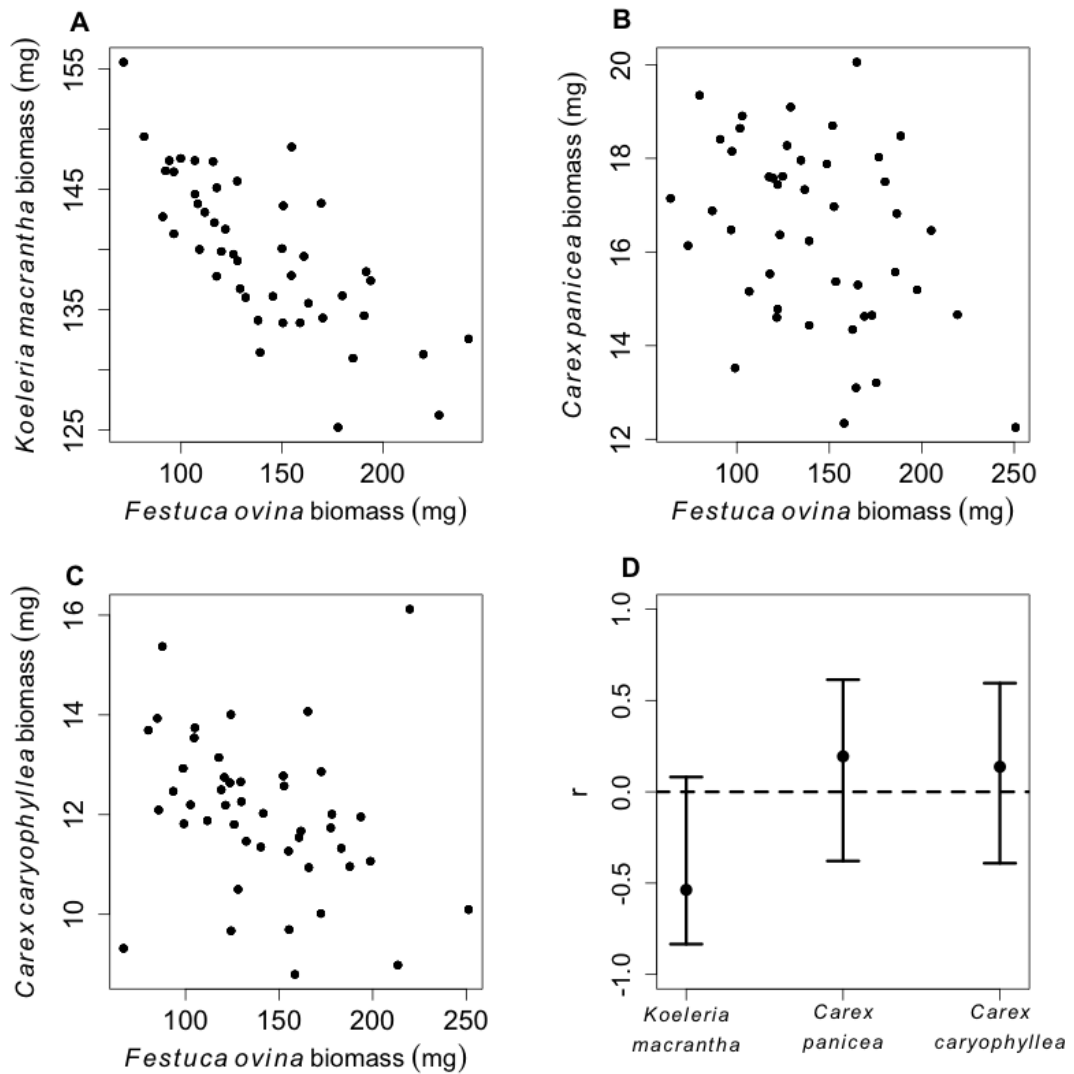 A
Koeleria macrantha biomass (mg)
155
145
135
125
100 150 200
Festuca ovina biomass (mg)
B
Carex panicea biomass (mg)
20
18
16
14
12
100 150 200 250
Festuca ovina biomass (mg)
C
Carex caryophyllea biomass (mg)
16
14
12
10
100 150 200 250
Festuca ovina biomass (mg)
D
r
1.0
0.5
0.0
-0.5
-1.0
Koeleria Carex Carex
macrantha panicea caryophyllea